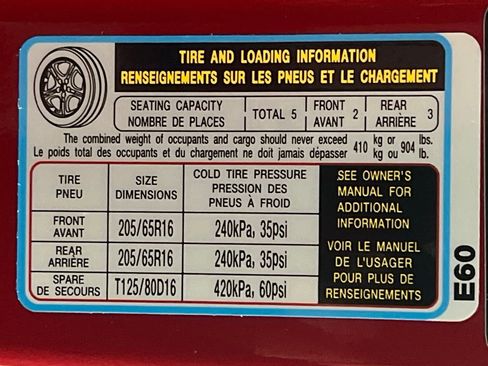 TIRE AND LOADING INFORMATION
RENSEIGNEMENTS SUR LES PNEUS ET LE CHARGEMENT
SEATING CAPACITY
NOMBRE DE PLACES
TOTAL 5
FRONT
AVANT 2
REAR
ARRIÈRE 3
The combined weight of occupants and cargo should never exceed 410 kg or 904 lbs.
Le poids total des occupants et du chargement ne doit jamais dépasser 410 kg ou 904 lb.
TIRE
PNEU
SIZE
DIMENSIONS
COLD TIRE PRESSURE
PRESSION DES
PNEUS À FROID
FRONT
AVANT
205/65R16
240kPa, 35psi
REAR
ARRIÈRE
205/65R16
240kPa, 35psi
SPARE
DE SECOURS
T125/80D16
420kPa, 60psi
SEE OWNER'S
MANUAL FOR
ADDITIONAL
INFORMATION
VOIR LE MANUEL
DE L'USAGER
POUR PLUS DE
RENSEIGNEMENTS
E60